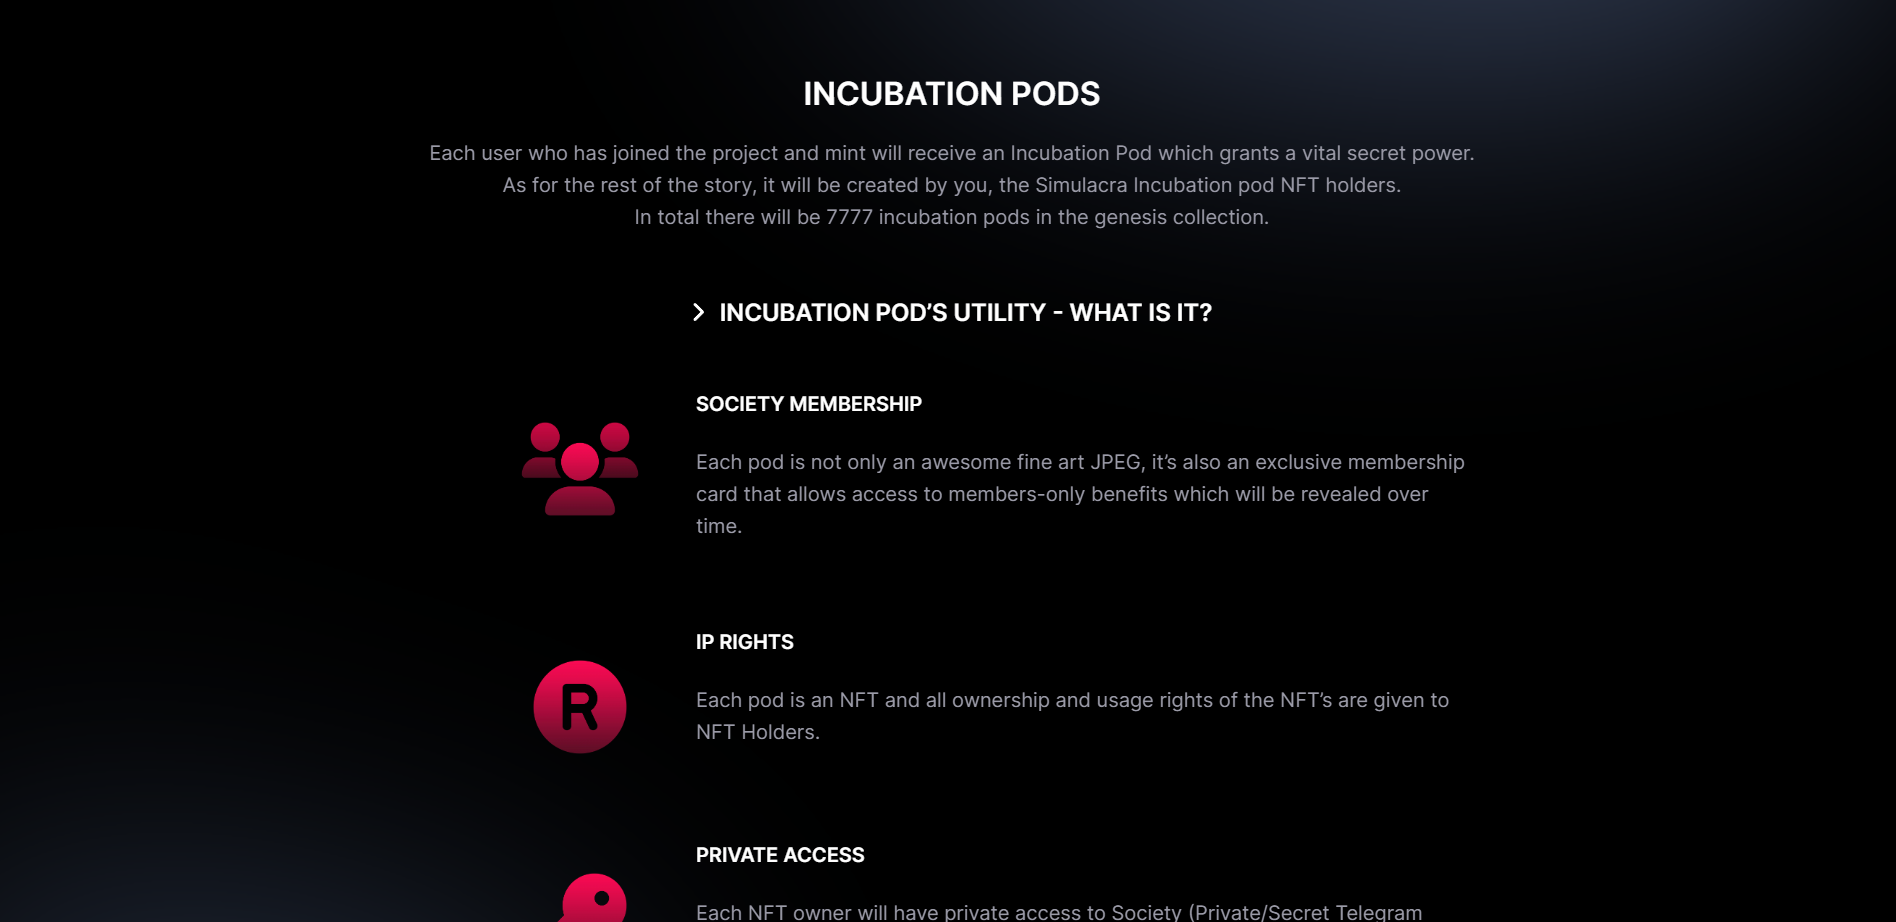 INCUBATION PODS
Each user who has joined the project and mint will receive an Incubation Pod which grants a vital secret power.
As for the rest of the story, it will be created by you, the Simulacra Incubation pod NFT holders.
In total there will be 7777 incubation pods in the genesis collection.
INCUBATION POD’S UTILITY - WHAT IS IT?
SOCIETY MEMBERSHIP
Each pod is not only an awesome fine art JPEG, it’s also an exclusive membership
card that allows access to members-only benefits which will be revealed over
time.
IP RIGHTS
R
Each pod is an NFT and all ownership and usage rights of the NFT’s are given to
NFT Holders.
PRIVATE ACCESS
Each NFT owner will have private access to Society (Private/Secret Telegram